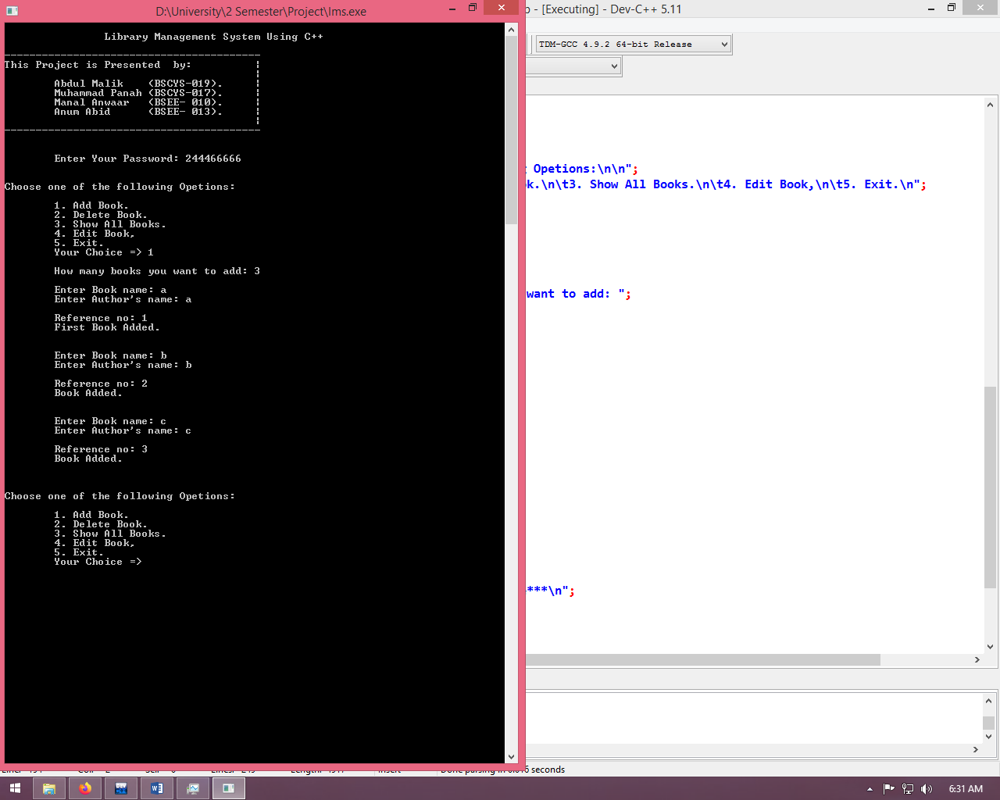 D:\University\2 Semester\Project\lms.exe
Library Management System Using C++
-----------------------------------------
This Project is Presented  by:
Abdul Malik    (BSCYS-019).
Muhammad Panah (BSCYS-017).
Manal Anwaar   (BSEE- 010).
Anum Abid      (BSEE- 013).
-----------------------------------------
Enter Your Password: 244466666
Choose one of the following Opetions:
1. Add Book.
2. Delete Book.
3. Show All Books.
4. Edit Book,
5. Exit.
Your Choice => 1
How many books you want to add: 3
Enter Book name: a
Enter Author's name: a
Reference no: 1
First Book Added.
Enter Book name: b
Enter Author's name: b
Reference no: 2
Book Added.
Enter Book name: c
Enter Author's name: c
Reference no: 3
Book Added.
Choose one of the following Opetions:
1. Add Book.
2. Delete Book.
3. Show All Books.
4. Edit Book,
5. Exit.
Your Choice =>
p - [Executing] - Dev-C++ 5.11
TDM-GCC 4.9.2 64-bit Release
Opetions:\n\n";
k.\n\t3. Show All Books.\n\t4. Edit Book,\n\t5. Exit.\n";
want to add: ";
***\n";
seconds
6:31 AM